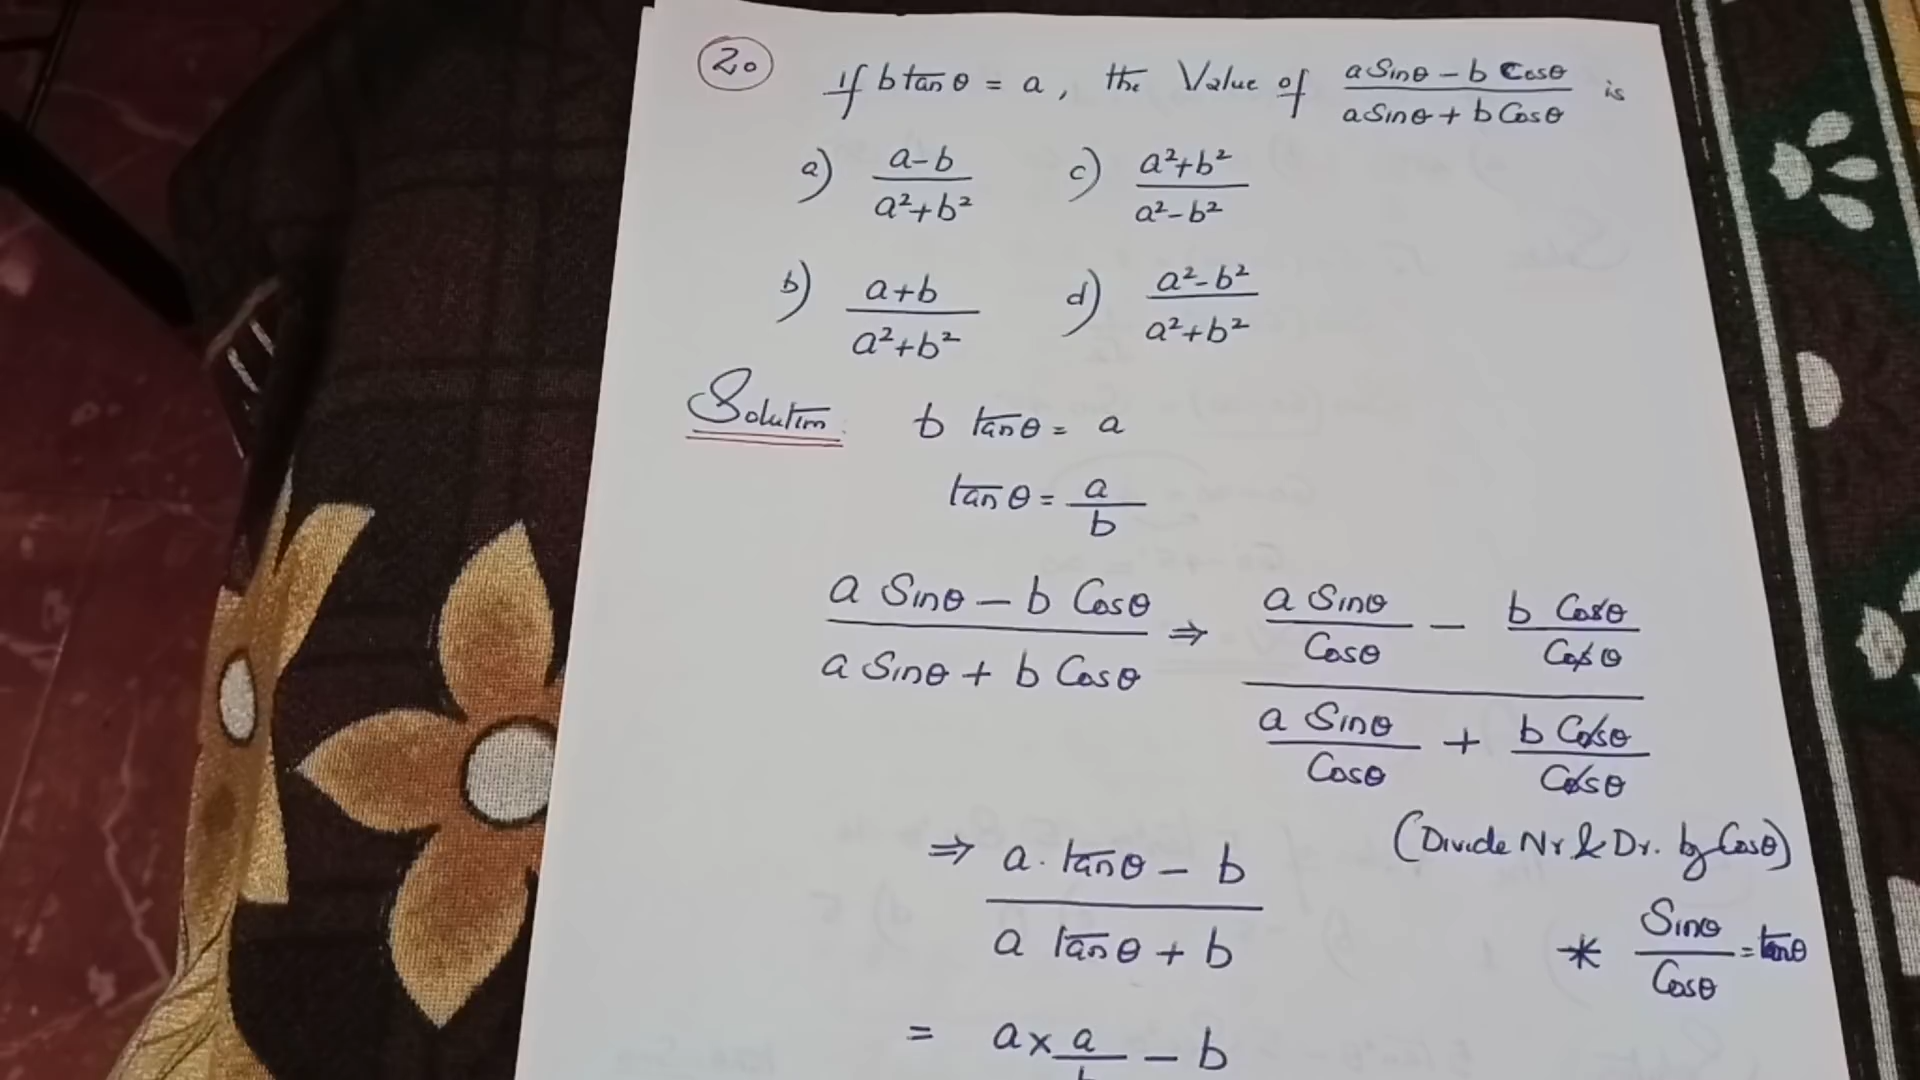 20 If b tan θ = a, the Value of (a Sinθ - b Cosθ)/(a Sinθ + b Cosθ) is
a) (a-b)/(a²+b²) c) (a²+b²)/(a²-b²)
b) (a+b)/(a²+b²) d) (a²-b²)/(a²+b²)
Solution: b tanθ = a
tan θ = a/b
(a Sinθ - b Cosθ)/(a Sinθ + b Cosθ) ⇒ ((a Sinθ)/(Cosθ) - (b Cosθ)/(Cosθ))/((a Sinθ)/(Cosθ) + (b Cosθ)/(Cosθ))
(Divide Nr & Dr. by Cosθ)
⇒ (a. tanθ - b)/(a tanθ + b)
* Sinθ/Cosθ = tanθ
= a x a/b - b